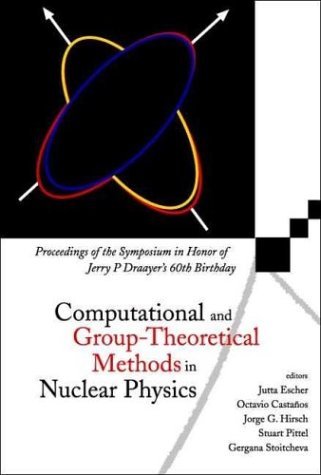 Proceedings of the Symposium in Honor of
Jerry P Draayer's 60th Birthday
Computational and
Group-Theoretical
Methods in
Nuclear Physics
editors
Jutta Escher
Octavio Castaños
Jorge G. Hirsch
Stuart Pittel
Gergana Stoitcheva